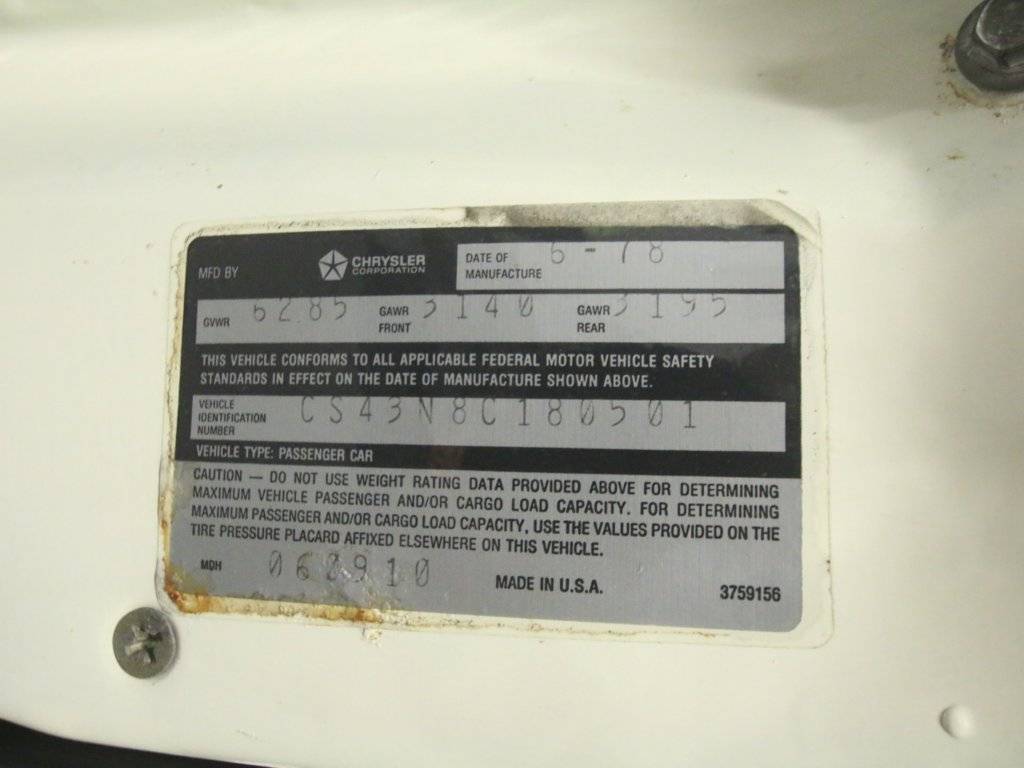 MFD BY CHRYSLER CORPORATION DATE OF MANUFACTURE 6-78
GVWR 6285 GAWR FRONT 3140 GAWR REAR 3195
THIS VEHICLE CONFORMS TO ALL APPLICABLE FEDERAL MOTOR VEHICLE SAFETY
STANDARDS IN EFFECT ON THE DATE OF MANUFACTURE SHOWN ABOVE.
VEHICLE IDENTIFICATION NUMBER CS43N8C180501
VEHICLE TYPE: PASSENGER CAR
CAUTION — DO NOT USE WEIGHT RATING DATA PROVIDED ABOVE FOR DETERMINING
MAXIMUM VEHICLE PASSENGER AND/OR CARGO LOAD CAPACITY. FOR DETERMINING
MAXIMUM PASSENGER AND/OR CARGO LOAD CAPACITY, USE THE VALUES PROVIDED ON THE
TIRE PRESSURE PLACARD AFFIXED ELSEWHERE ON THIS VEHICLE.
MDH MADE IN U.S.A. 3759156